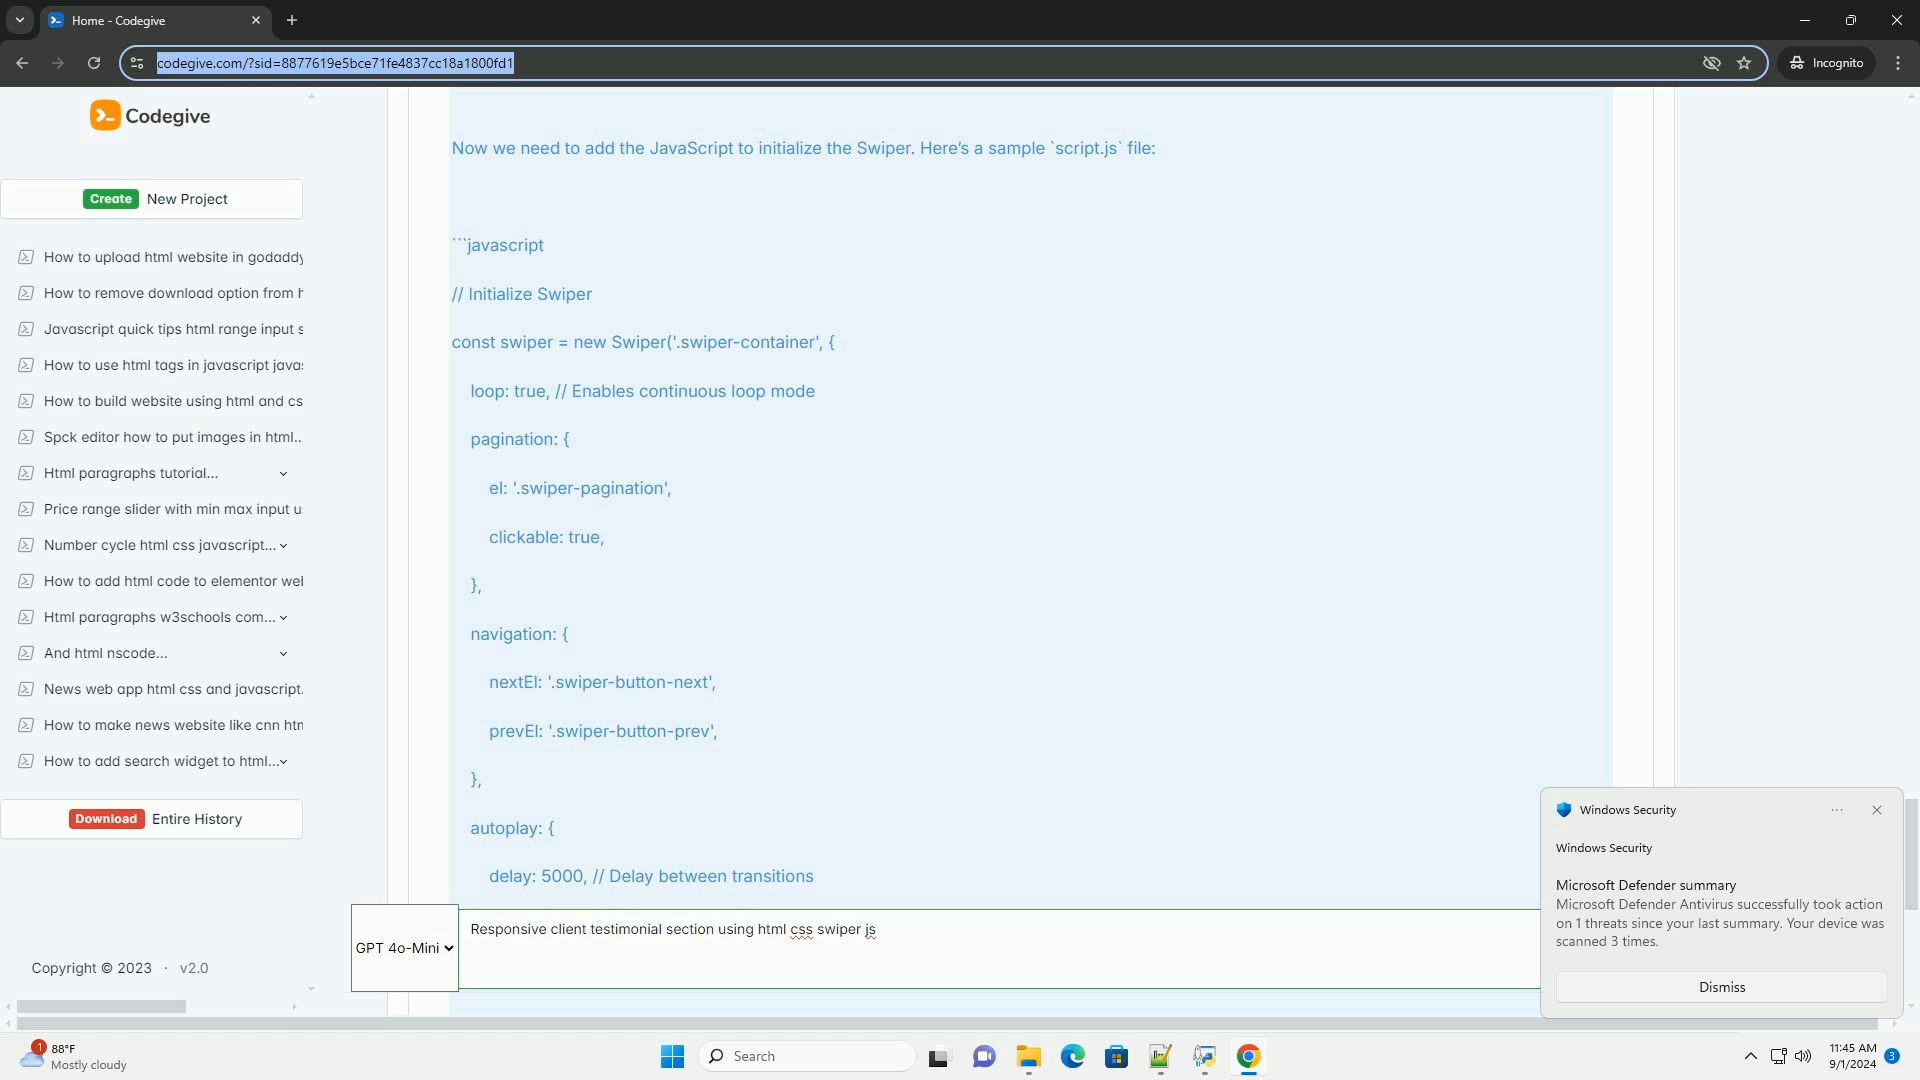 Home - Codegive
codegive.com/?sid=8877619e5bce71fe4837cc18a1800fd1
Incognito
Codegive
Create New Project
How to upload html website in godaddy
How to remove download option from h
Javascript quick tips html range input s
How to use html tags in javascript java
How to build website using html and cs
Spck editor how to put images in html...
Html paragraphs tutorial...
Price range slider with min max input u
Number cycle html css javascript...
How to add html code to elementor wel
Html paragraphs w3schools com...
And html nscode...
News web app html css and javascript.
How to make news website like cnn htm
How to add search widget to html...
Download Entire History
Copyright © 2023 · v2.0
Now we need to add the JavaScript to initialize the Swiper. Here's a sample `script.js` file:
```javascript
// Initialize Swiper
const swiper = new Swiper('.swiper-container', {
loop: true, // Enables continuous loop mode
pagination: {
el: '.swiper-pagination',
clickable: true,
},
navigation: {
nextEl: '.swiper-button-next',
prevEl: '.swiper-button-prev',
},
autoplay: {
delay: 5000, // Delay between transitions
GPT 4o-Mini
Responsive client testimonial section using html css swiper js
Windows Security
Windows Security
Microsoft Defender summary
Microsoft Defender Antivirus successfully took action
on 1 threats since your last summary. Your device was
scanned 3 times.
Dismiss
1
88°F
Mostly cloudy
Search
11:45 AM
9/1/2024
3